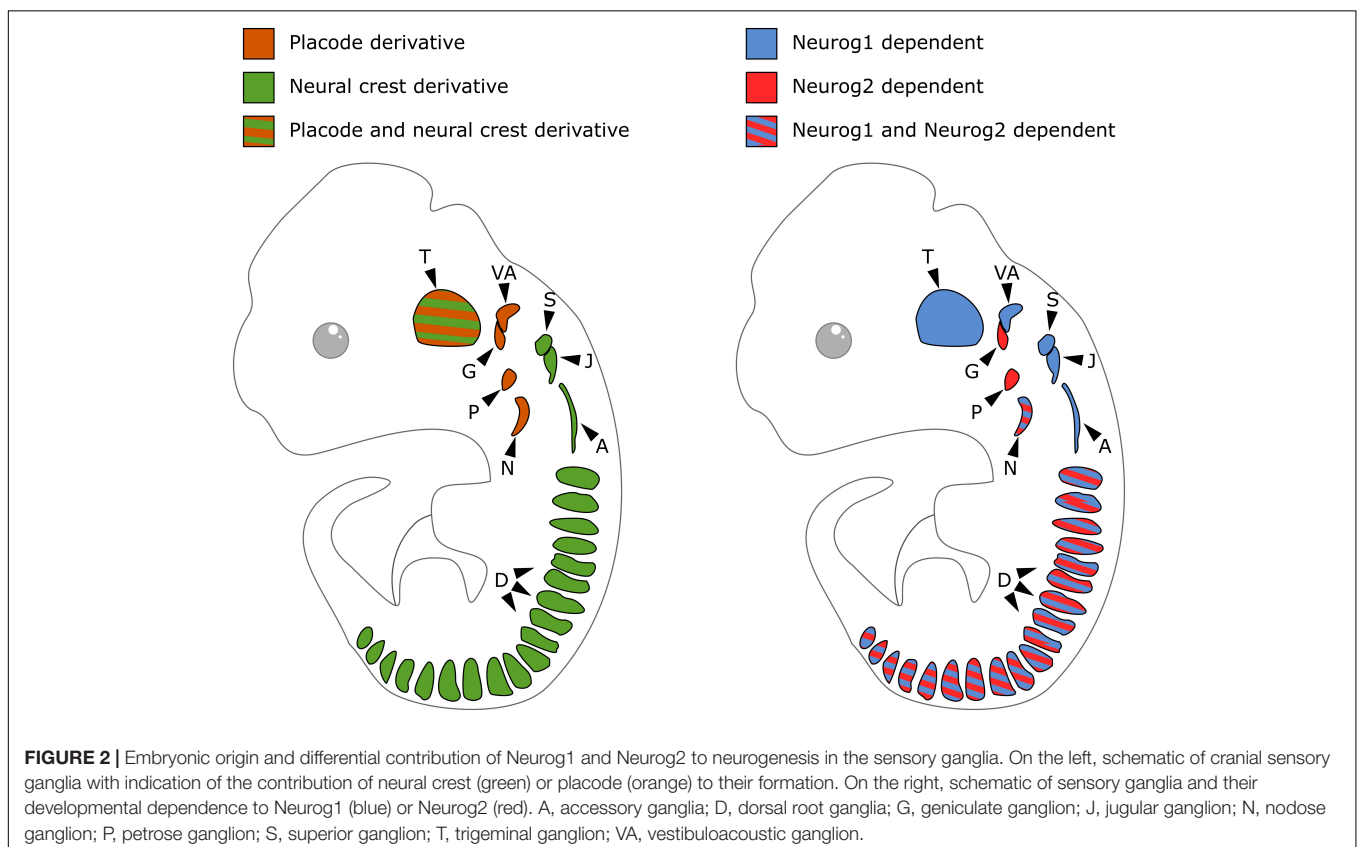 Placode derivative
Neural crest derivative
Placode and neural crest derivative
Neurog1 dependent
Neurog2 dependent
Neurog1 and Neurog2 dependent
T
VA
S
G
J
P
N
A
D
T
VA
S
G
J
P
N
A
D
FIGURE 2 | Embryonic origin and differential contribution of Neurog1 and Neurog2 to neurogenesis in the sensory ganglia. On the left, schematic of cranial sensory
ganglia with indication of the contribution of neural crest (green) or placode (orange) to their formation. On the right, schematic of sensory ganglia and their
developmental dependence to Neurog1 (blue) or Neurog2 (red). A, accessory ganglia; D, dorsal root ganglia; G, geniculate ganglion; J, jugular ganglion; N, nodose
ganglion; P, petrose ganglion; S, superior ganglion; T, trigeminal ganglion; VA, vestibuloacoustic ganglion.